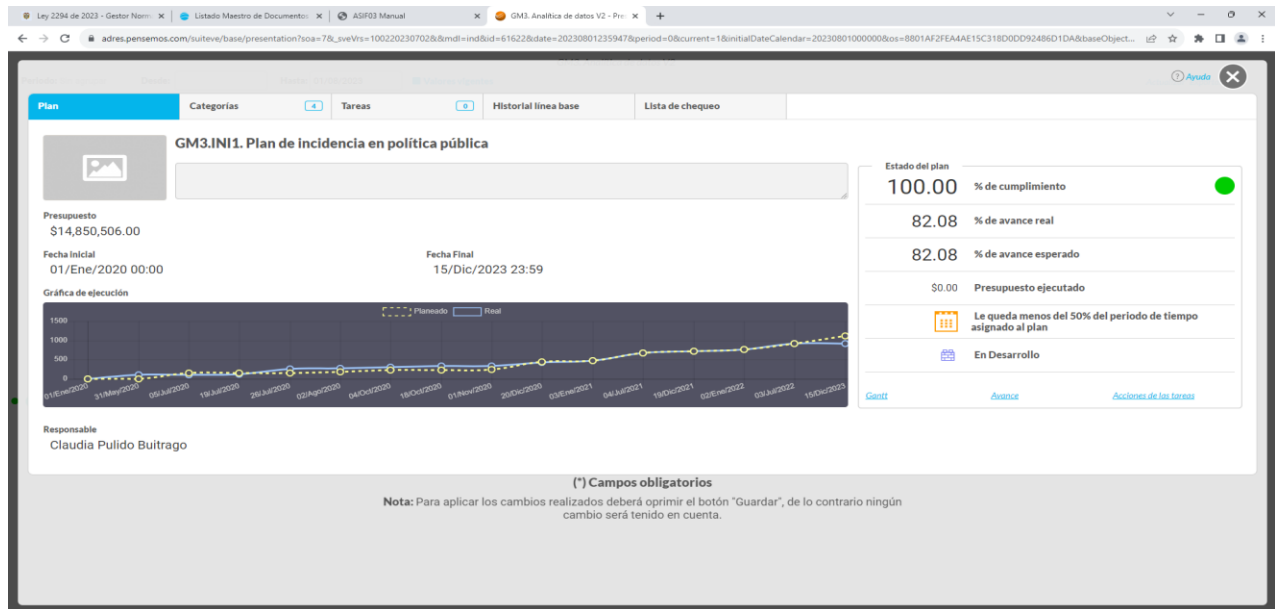 Ley 2294 de 2023 - Gestor Norm
Listado Maestro de Documentos
ASIF03 Manual
GM3. Analítica de datos V2 - Pre
adres.pensemos.com/suiteve/base/presentation?soa=7&_sveVrs=100220230702&&mdl=ind&id=61622&date=20230801235947&period=0&current=1&initialDateCalendar=20230801000000&os=8801AF2FEA4AE15C318D0DD92486D1DA&baseObject...
Ayuda
Plan
Categorías 4
Tareas 0
Historial línea base
Lista de chequeo
GM3.INI1. Plan de incidencia en política pública
Presupuesto
$14,850,506.00
Fecha Inicial
01/Ene/2020 00:00
Fecha Final
15/Dic/2023 23:59
Gráfica de ejecución
Planeado Real
1500
1000
500
0
01/Ene/2020 31/May/2020 05/Jul/2020 19/Jul/2020 26/Jul/2020 02/Ago/2020 04/Oct/2020 18/Oct/2020 01/Nov/2020 20/Dic/2020 03/Ene/2021 04/Jul/2021 19/Dic/2021 02/Ene/2022 03/Jul/2022 15/Dic/2023
Responsable
Claudia Pulido Buitrago
Estado del plan
100.00 % de cumplimiento
82.08 % de avance real
82.08 % de avance esperado
$0.00 Presupuesto ejecutado
Le queda menos del 50% del periodo de tiempo
asignado al plan
En Desarrollo
Gantt
Avance
Acciones de las tareas
(*) Campos obligatorios
Nota: Para aplicar los cambios realizados deberá oprimir el botón "Guardar", de lo contrario ningún
cambio será tenido en cuenta.